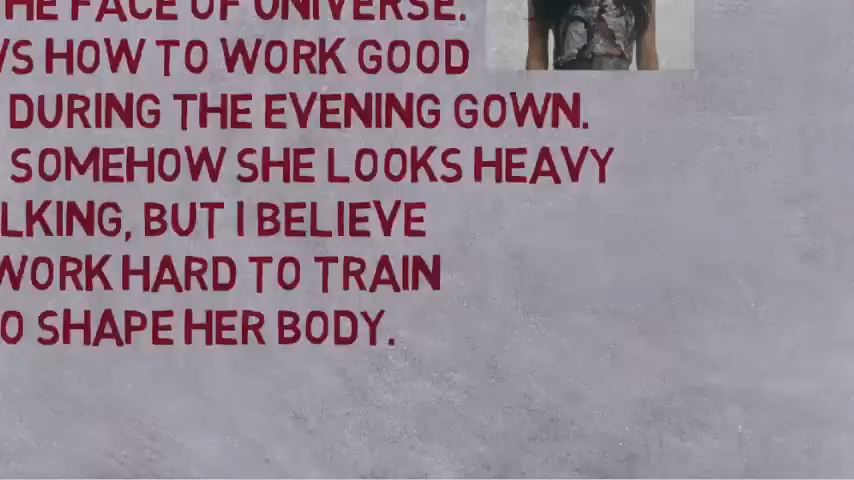 HE FACE OF UNIVERSE.
WS HOW TO WORK GOOD
DURING THE EVENING GOWN.
SOMEHOW SHE LOOKS HEAVY
LKING, BUT I BELIEVE
WORK HARD TO TRAIN
O SHAPE HER BODY.